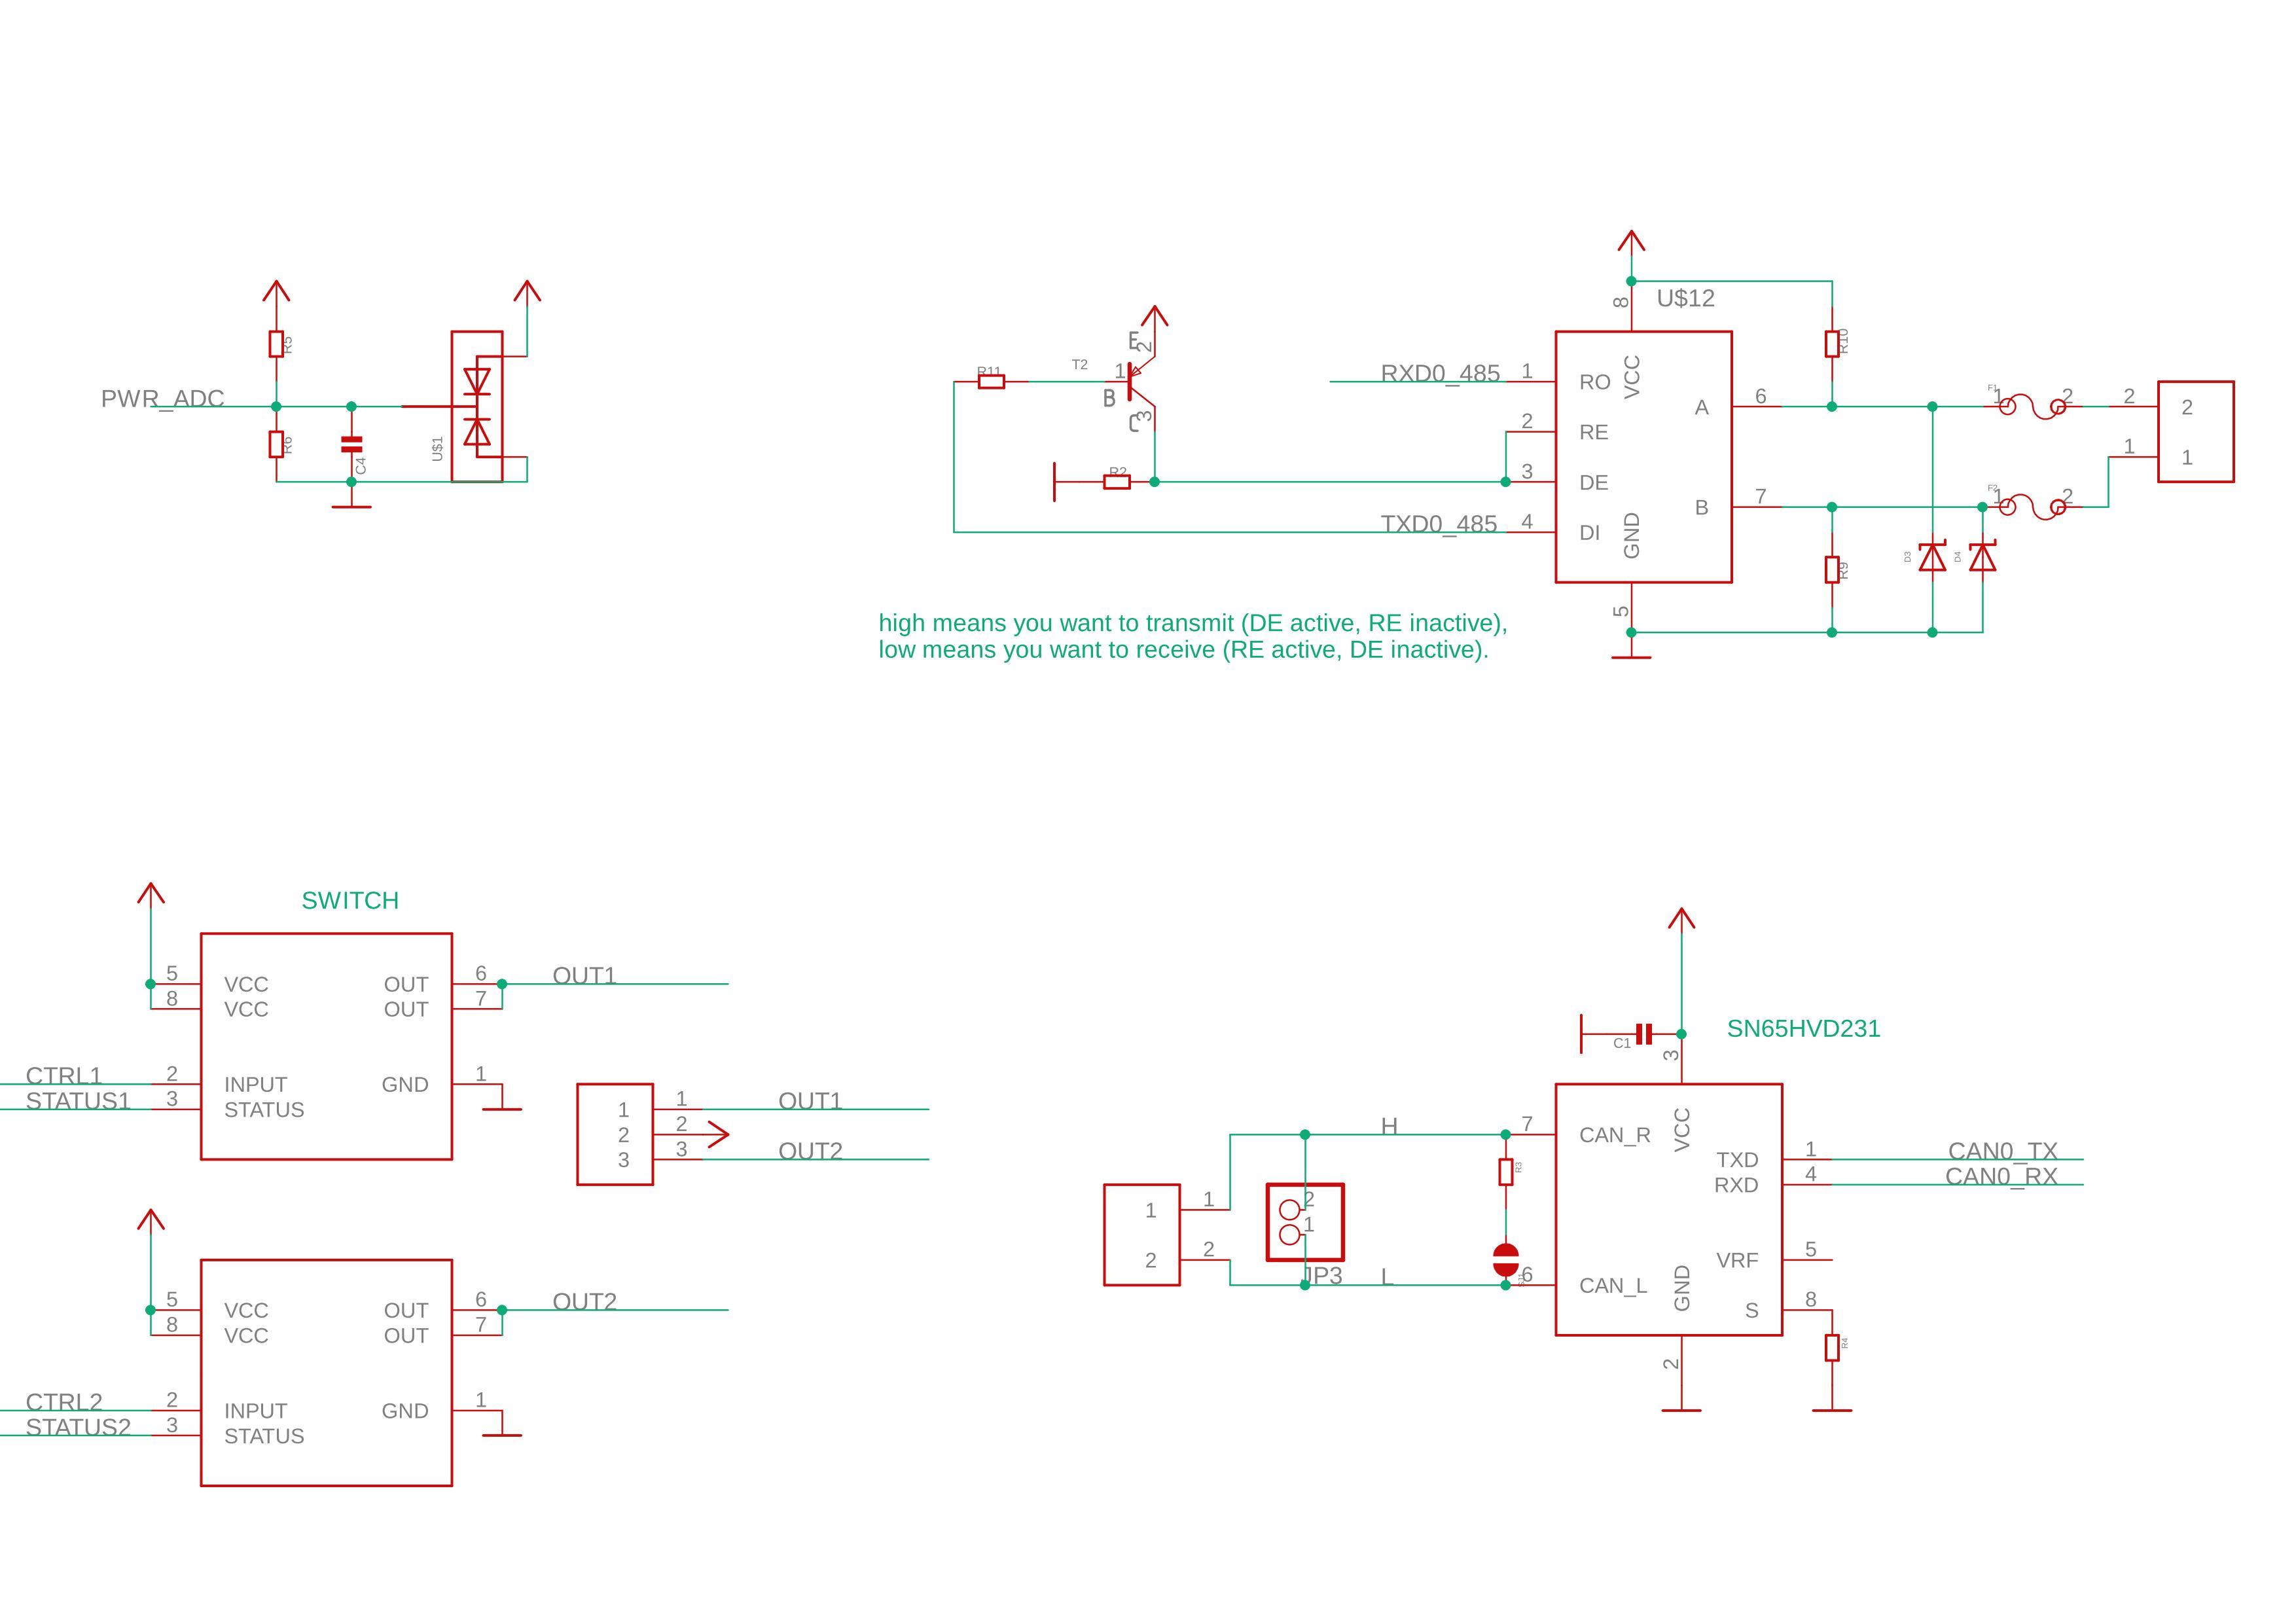 R5
PWR_ADC
R6
C4
U$1
R11
T2
E
2
1
B
C
3
R2
RXD0_485
TXD0_485
8
U$12
1
RO
VCC
2
RE
3
DE
4
DI
GND
5
A
6
B
7
R10
R9
D3
D4
F1
1
2
F2
1
2
2
2
1
1
high means you want to transmit (DE active, RE inactive),
low means you want to receive (RE active, DE inactive).
SWITCH
5
VCC
OUT
6
OUT1
8
VCC
OUT
7
CTRL1
2
INPUT
GND
1
STATUS1
3
STATUS
1
1
OUT1
2
2
3
3
OUT2
5
VCC
OUT
6
OUT2
8
VCC
OUT
7
CTRL2
2
INPUT
GND
1
STATUS2
3
STATUS
C1
3
SN65HVD231
H
7
CAN_R
VCC
TXD
1
CAN0_TX
RXD
4
CAN0_RX
R3
1
1
2
2
2
1
JP3
L
6
CAN_L
GND
2
VRF
5
S
8
R4